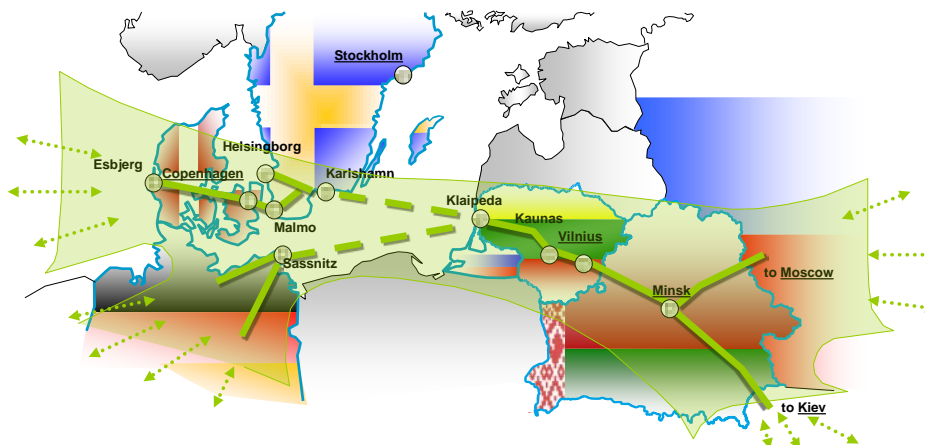 Stockholm
Helsingborg
Esbjerg
Copenhagen
Karlshamn
Klaipeda
Kaunas
Malmo
Vilnius
Sassnitz
to Moscow
Minsk
to Kiev